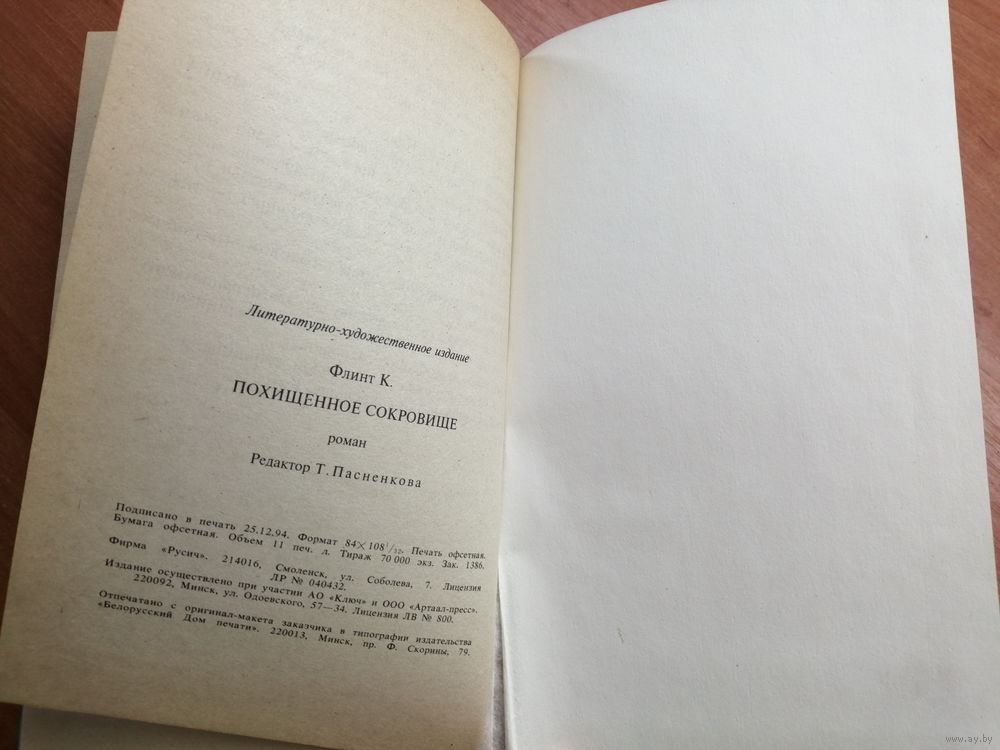 Литературно-художественное издание
Флинт К.
ПОХИЩЕННОЕ СОКРОВИЩЕ
роман
Редактор Т. Пасненкова
Подписано в печать 25.12.94. Формат 84×108 1/32. Печать офсетная.
Бумага офсетная. Объем 11 печ. л. Тираж 70 000 экз. Зак. 1386.
Фирма «Русич». 214016, Смоленск, ул. Соболева, 7. Лицензия
ЛР № 040432.
Издание осуществлено при участии АО «Ключ» и ООО «Артаал-пресс».
220092, Минск, ул. Одоевского, 57—34. Лицензия ЛВ № 800.
Отпечатано с оригинал-макета заказчика в типографии издательства
«Белорусский Дом печати». 220013, Минск, пр. Ф. Скорины, 79.
www.ay.by